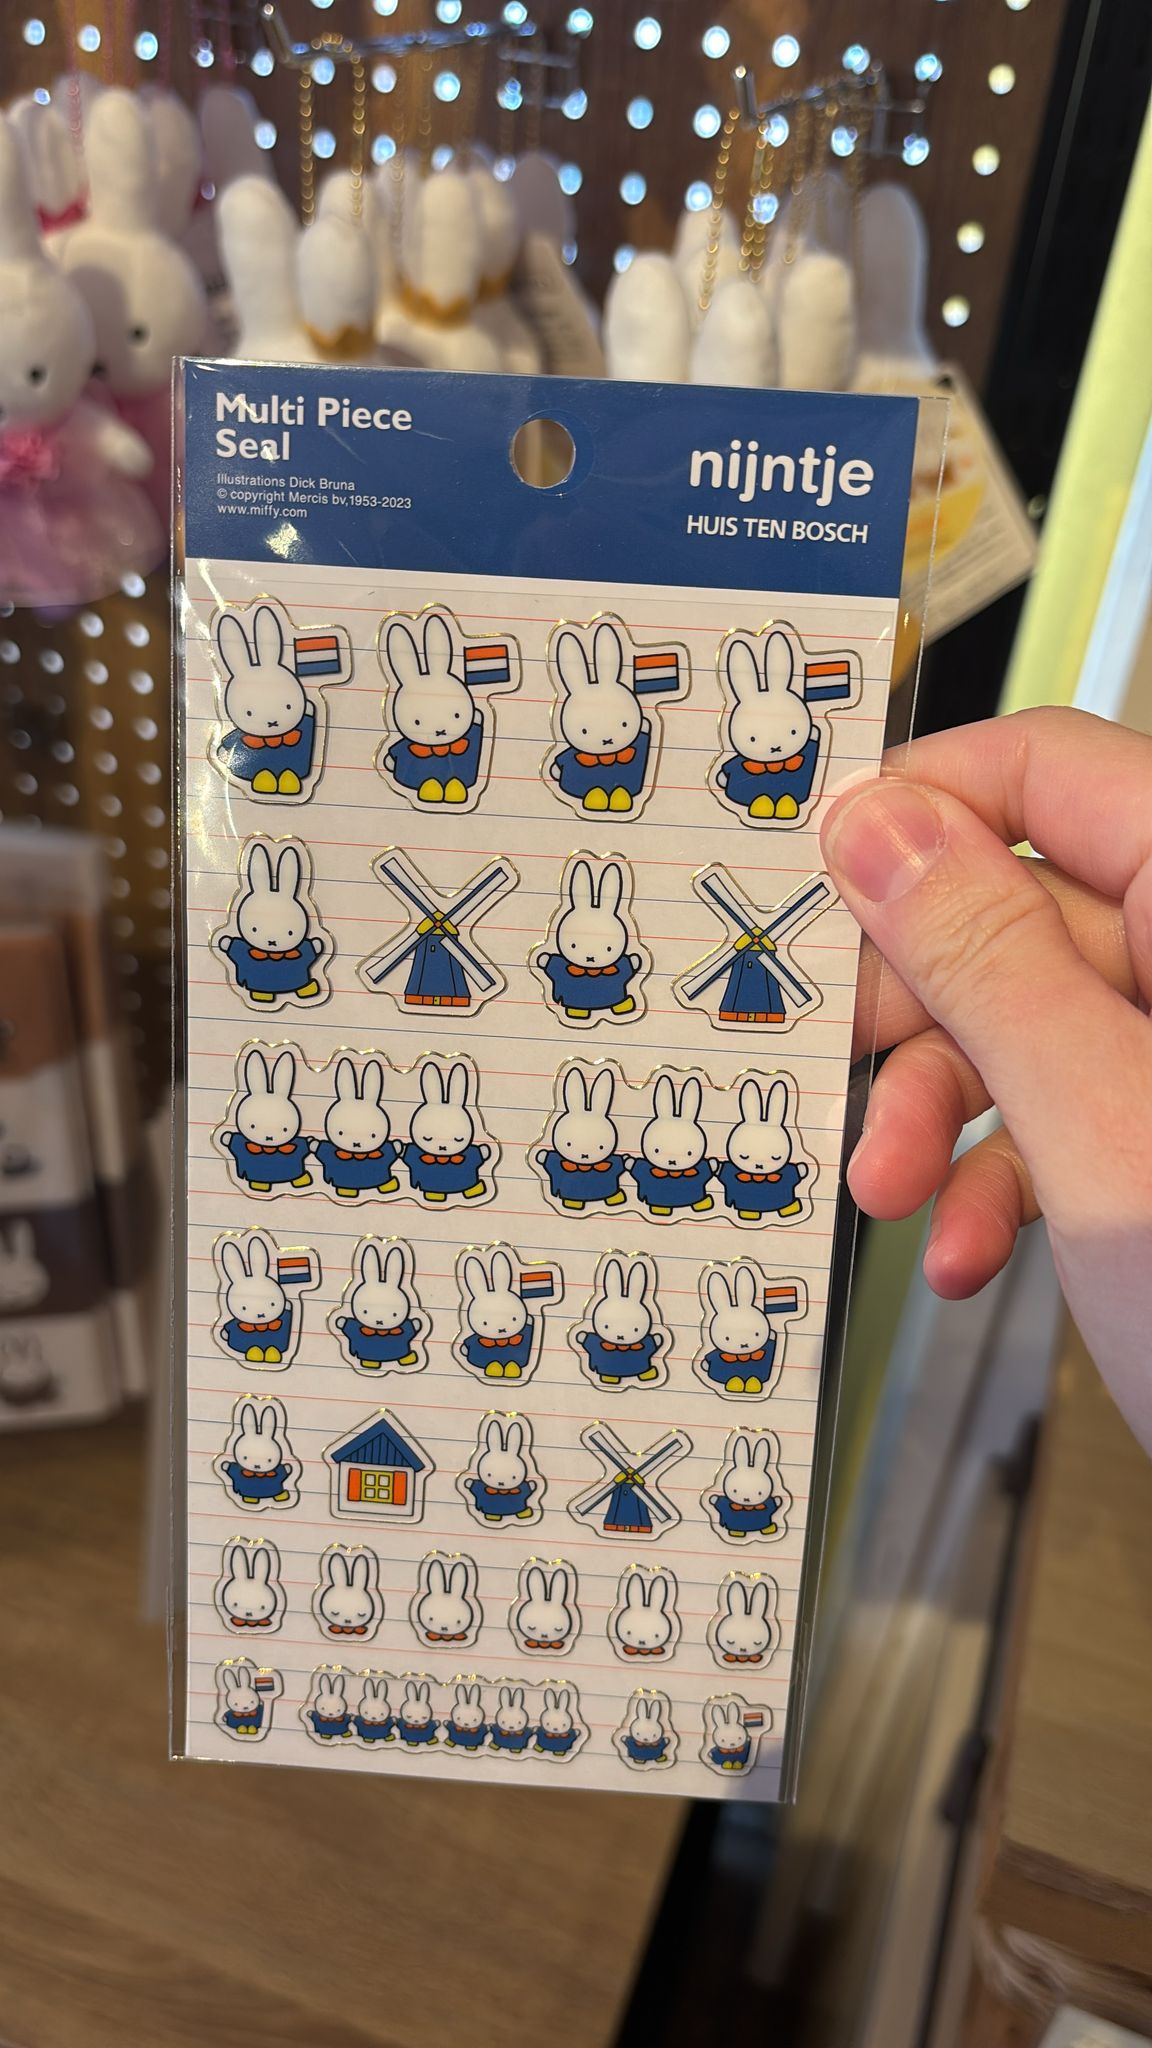 Multi Piece
Seal
Illustrations Dick Bruna
© copyright Mercis bv,1953-2023
www.miffy.com
nijntje
HUIS TEN BOSCH